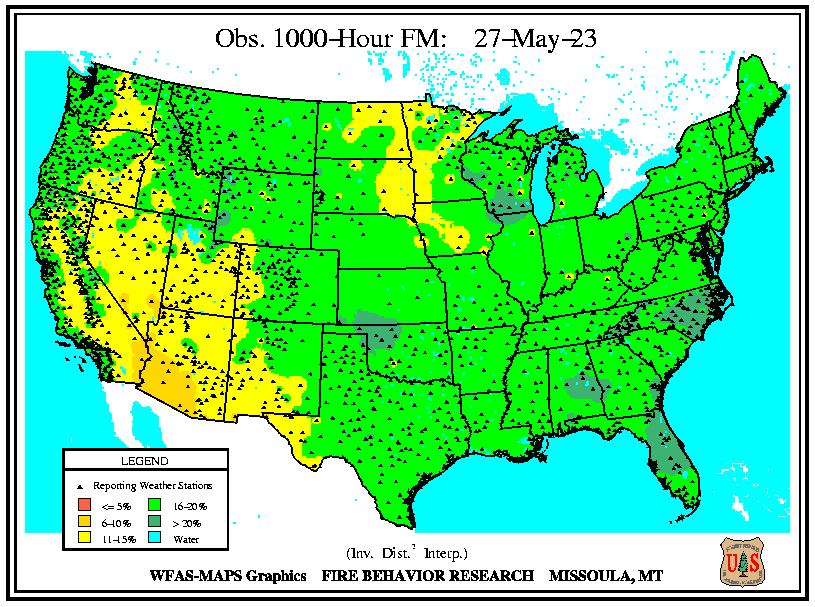 Obs. 1000-Hour FM: 27-May-23
LEGEND
Reporting Weather Stations
<= 5% 16-20%
6-10% > 20%
11-15% Water
(Inv. Dist.² Interp.)
WFAS-MAPS Graphics FIRE BEHAVIOR RESEARCH MISSOULA, MT
U S